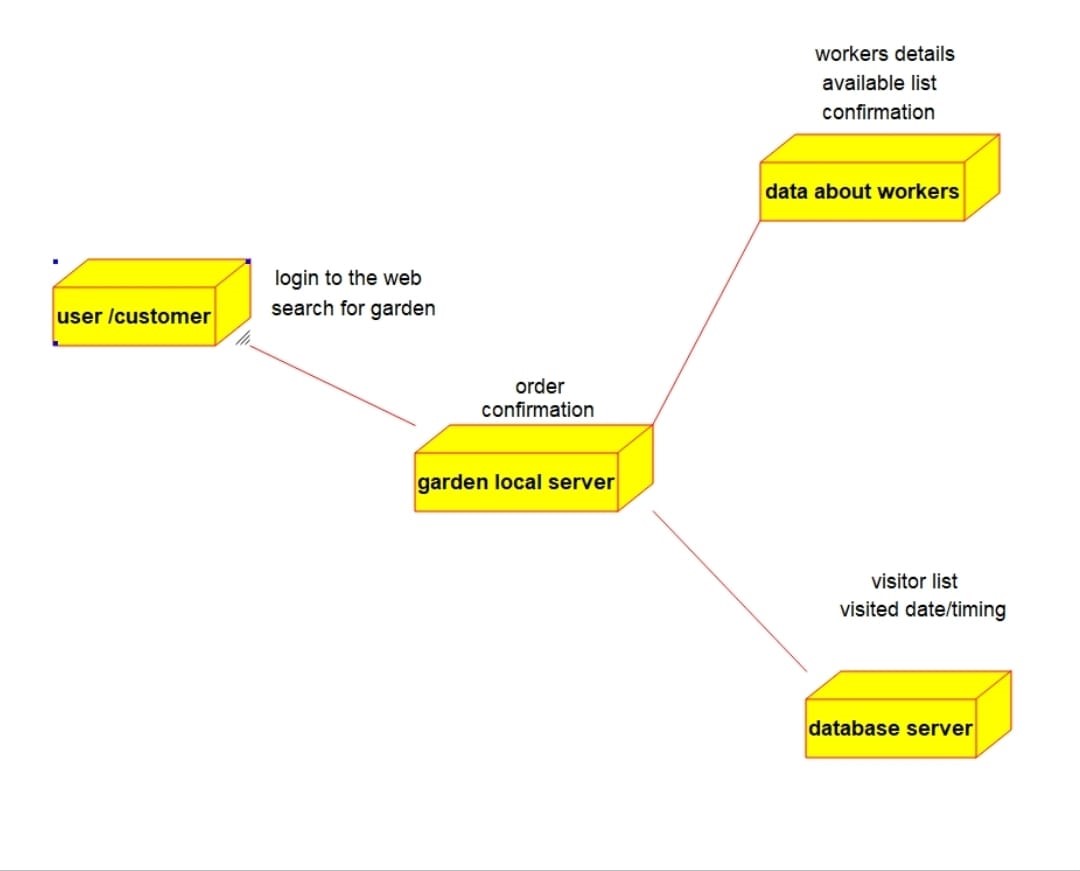 workers details
available list
confirmation
data about workers
login to the web
search for garden
user /customer
order
confirmation
garden local server
visitor list
visited date/timing
database server